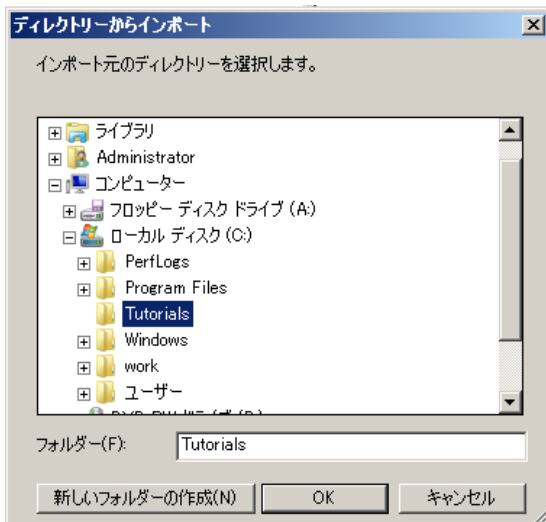 ディレクトリーからインポート
インポート元のディレクトリーを選択します。
ライブラリ
Administrator
コンピューター
フロッピー ディスク ドライブ (A:)
ローカル ディスク (C:)
PerfLogs
Program Files
Tutorials
Windows
work
ユーザー
フォルダー(F):
Tutorials
新しいフォルダーの作成(N)
OK
キャンセル